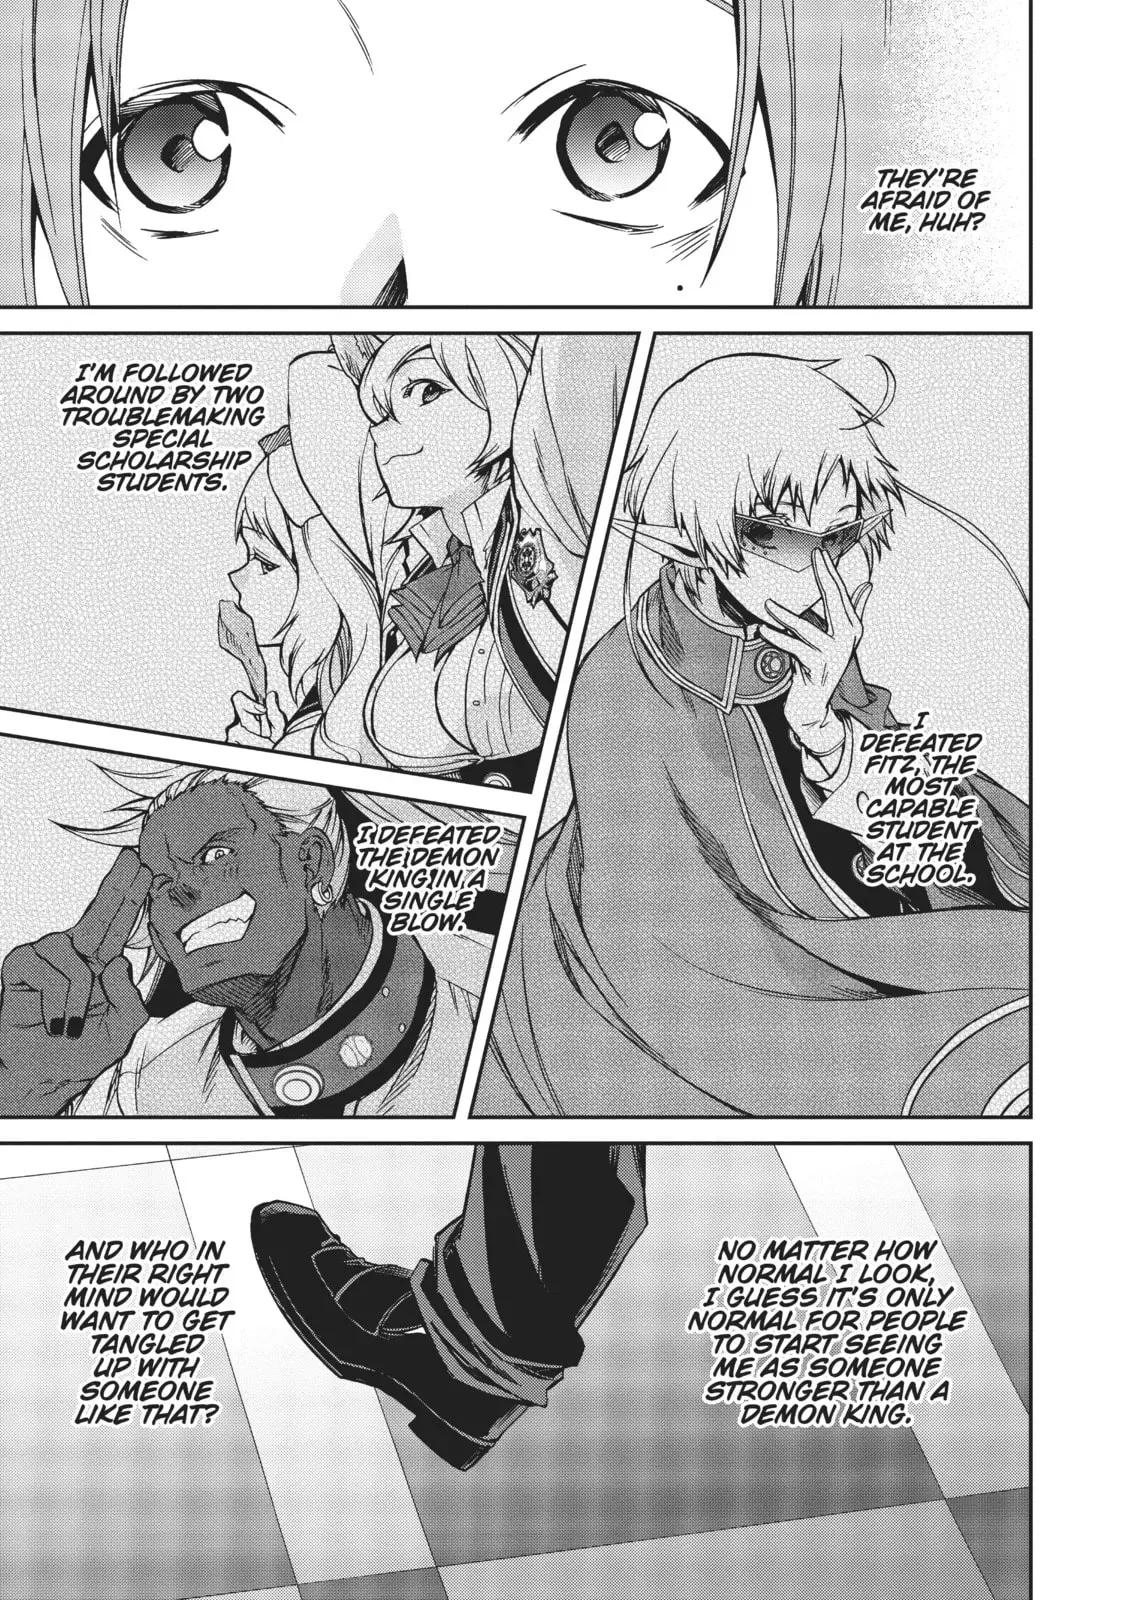 THEY'RE
AFRAID OF
ME, HUH?
I DEFEATED
FITZ, THE
MOST
CAPABLE
STUDENT
AT THE
SCHOOL.
I'M FOLLOWED
AROUND BY TWO
TROUBLEMAKING
SPECIAL
SCHOLARSHIP
STUDENTS.
I DEFEATED
THE DEMON
KING IN A
SINGLE
BLOW.
NO MATTER HOW
NORMAL I LOOK,
I GUESS IT'S ONLY
NORMAL FOR PEOPLE
TO START SEEING
ME AS SOMEONE
STRONGER THAN A
DEMON KING.
AND WHO IN
THEIR RIGHT
MIND WOULD
WANT TO GET
TANGLED
UP WITH
SOMEONE
LIKE THAT?